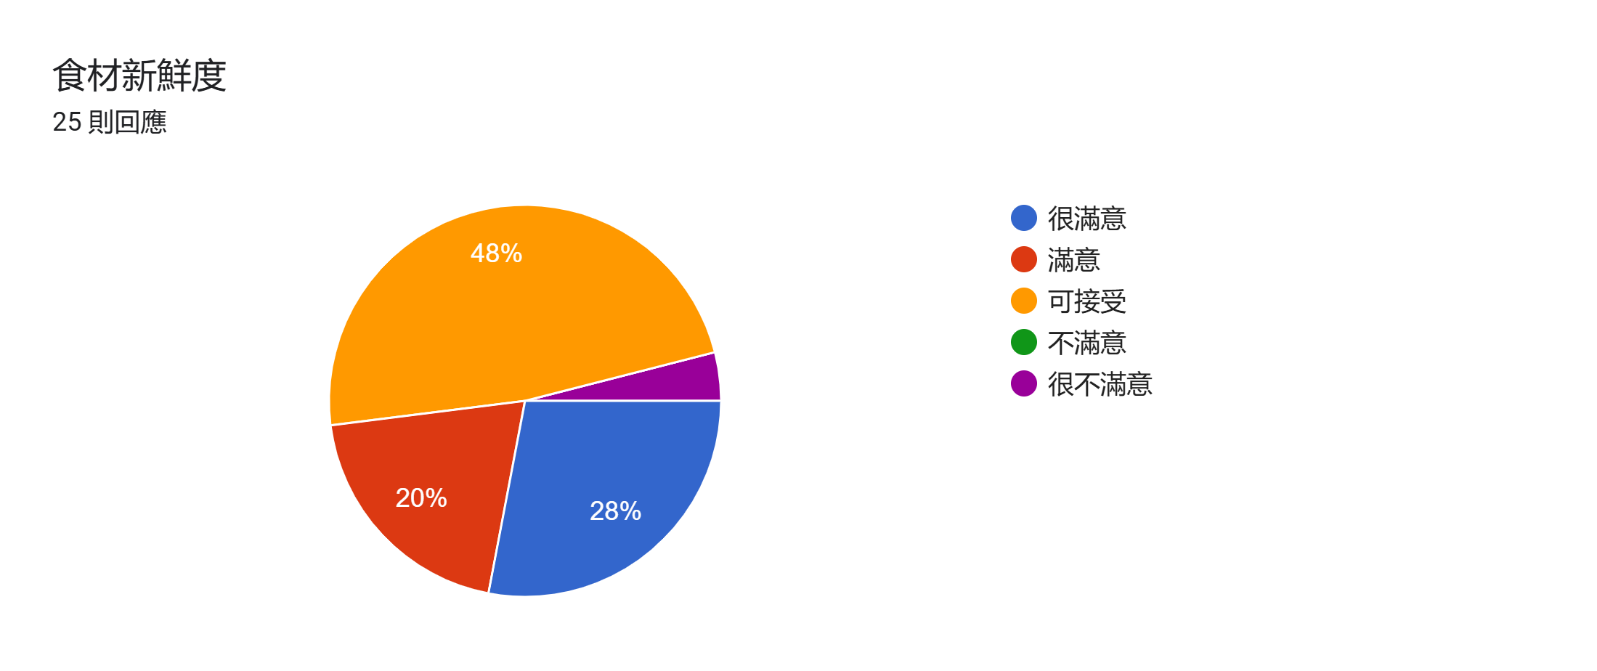 食材新鮮度
25 則回應
48%
20%
28%
很滿意
滿意
可接受
不滿意
很不滿意